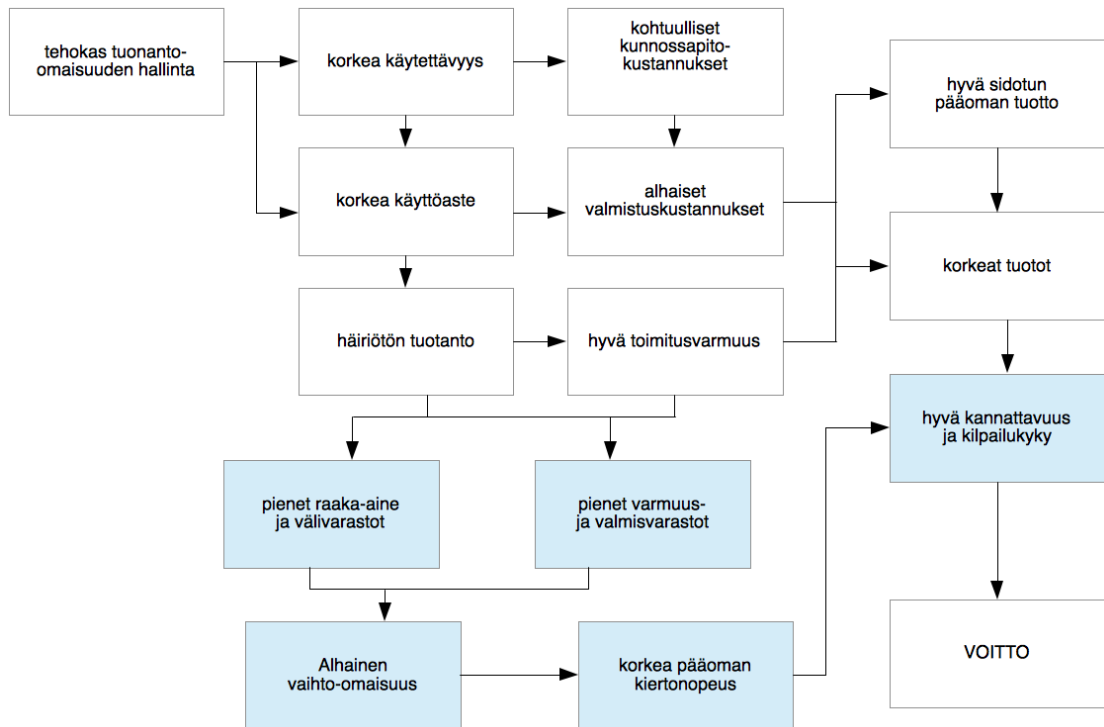 tehokas tuonanto-
omaisuuden hallinta
korkea käytettävyys
kohtuulliset
kunnossapito-
kustannukset
hyvä sidotun
pääoman tuotto
korkea käyttöaste
alhaiset
valmistuskustannukset
korkeat tuotot
häiriötön tuotanto
hyvä toimitusvarmuus
hyvä kannattavuus
ja kilpailukyky
pienet raaka-aine
ja välivarastot
pienet varmuus-
ja valmisvarastot
Alhainen
vaihto-omaisuus
korkea pääoman
kiertonopeus
VOITTO